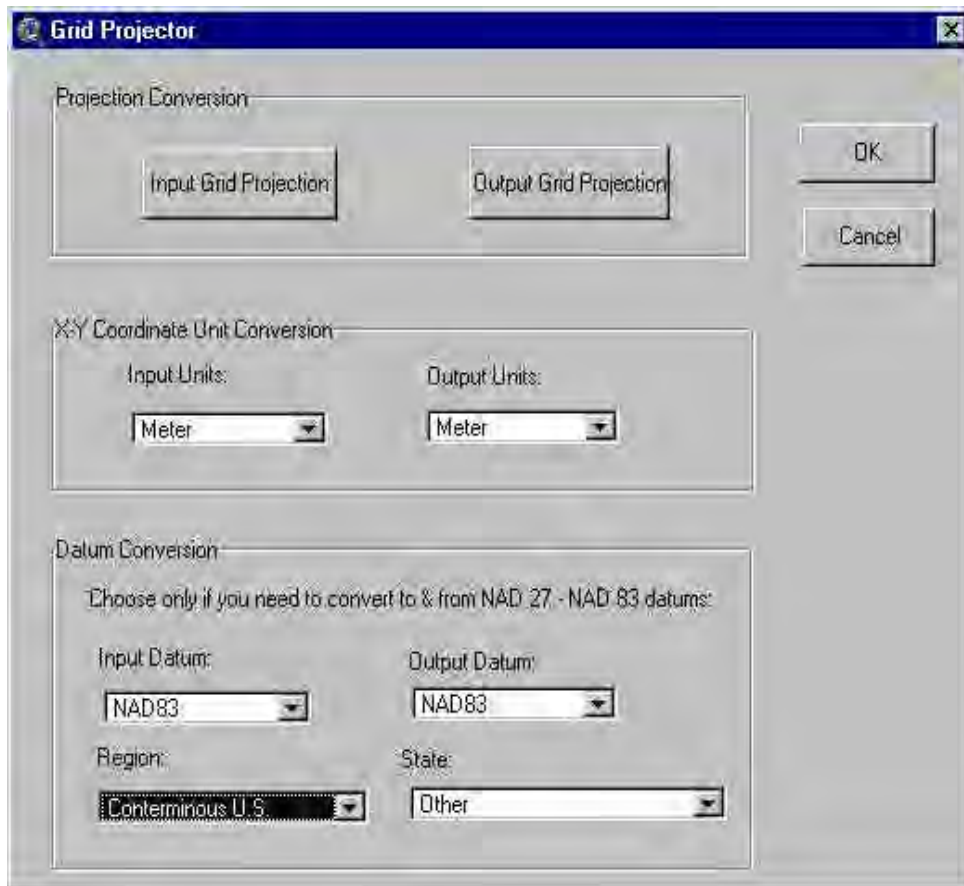 Grid Projector
Projection Conversion
Input Grid Projection
Output Grid Projection
OK
Cancel
X-Y Coordinate Unit Conversion
Input Units:
Output Units:
Meter
Meter
Datum Conversion
Choose only if you need to convert to & from NAD 27 - NAD 83 datums:
Input Datum:
Output Datum:
NAD83
NAD83
Region:
State:
Conterminous U.S.
Other